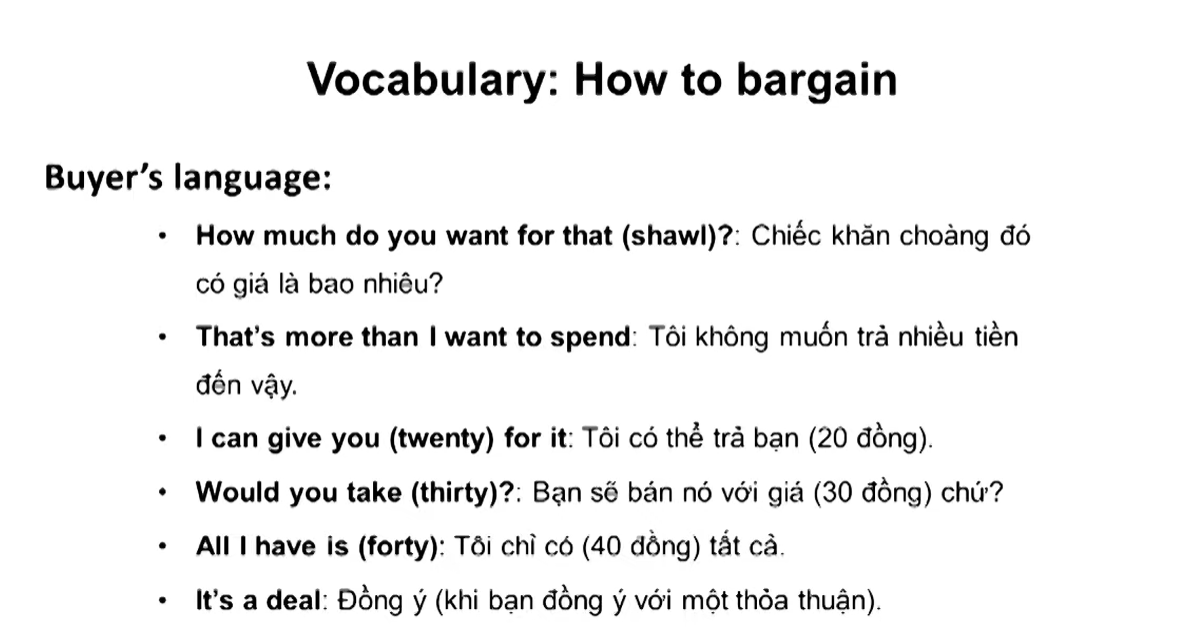 Vocabulary: How to bargain
Buyer’s language:
• How much do you want for that (shawl)?: Chiếc khăn choàng đó
có giá là bao nhiêu?
• That’s more than I want to spend: Tôi không muốn trả nhiều tiền
đến vậy.
• I can give you (twenty) for it: Tôi có thể trả bạn (20 đồng).
• Would you take (thirty)?: Bạn sẽ bán nó với giá (30 đồng) chứ?
• All I have is (forty): Tôi chỉ có (40 đồng) tất cả.
• It’s a deal: Đồng ý (khi bạn đồng ý với một thỏa thuận).